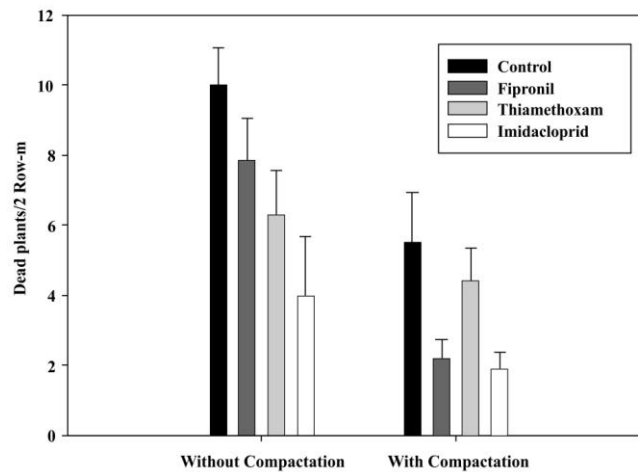 12
10
8
6
4
2
0
Dead plants/2 Row-m
Control
Fipronil
Thiamethoxam
Imidacloprid
Without Compactation
With Compactation